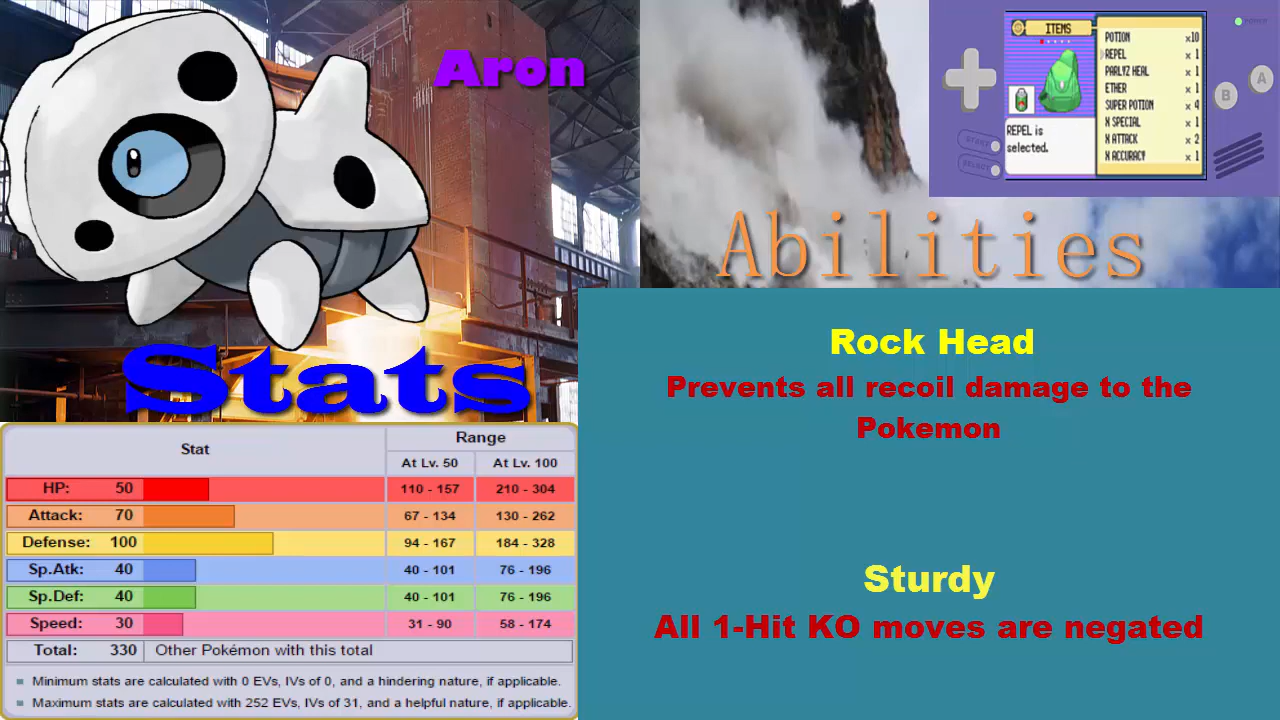 Aron
Stats
Stat
Range
At Lv. 50
At Lv. 100
HP: 50 110 - 157 210 - 304
Attack: 70 67 - 134 130 - 262
Defense: 100 94 - 167 184 - 328
Sp.Atk: 40 40 - 101 76 - 196
Sp.Def: 40 40 - 101 76 - 196
Speed: 30 31 - 90 58 - 174
Total: 330 Other Pokémon with this total
Minimum stats are calculated with 0 EVs, IVs of 0, and a hindering nature, if applicable.
Maximum stats are calculated with 252 EVs, IVs of 31, and a helpful nature, if applicable.
ITEMS
POTION x10
REPEL x 1
PARLYZ HEAL x 1
ETHER x 1
SUPER POTION x 4
X SPECIAL x 1
X ATTACK x 2
X ACCURACY x 1
REPEL is
selected.
START
SELECT
B
A
POWER
Abilities
Rock Head
Prevents all recoil damage to the
Pokemon
Sturdy
All 1-Hit KO moves are negated